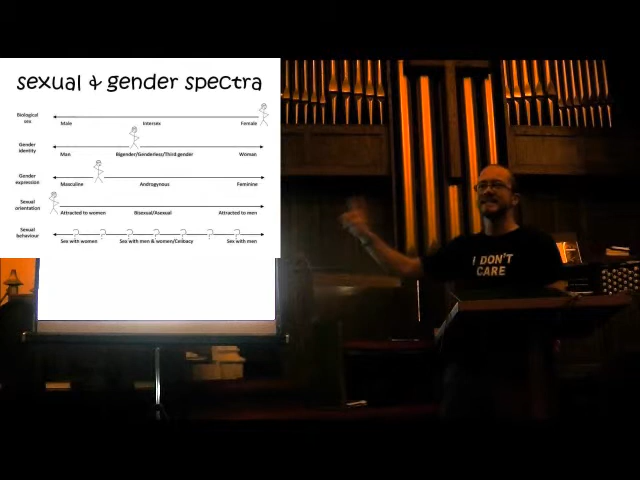 sexual & gender spectra
Biological
sex
Male Intersex Female
Gender
identity
Man Bigender/Genderless/Third gender Woman
Gender
expression
Masculine Androgynous Feminine
Sexual
orientation
Attracted to women Bisexual/Asexual Attracted to men
Sexual
behaviour
? ? ? ? ? ? ?
Sex with women Sex with men & women/Celibacy Sex with men
I DON'T
CARE